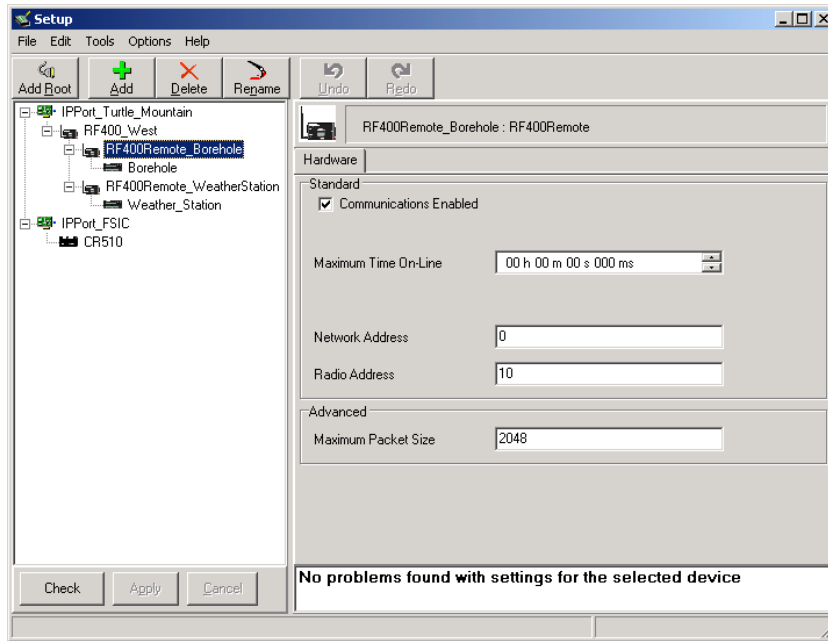 Setup
File Edit Tools Options Help
Add Root Add Delete Rename Undo Redo
IPPort_Turtle_Mountain
RF400_West
RF400Remote_Borehole
Borehole
RF400Remote_WeatherStation
Weather_Station
IPPort_FSIC
CR510
RF400Remote_Borehole : RF400Remote
Hardware
Standard
Communications Enabled
Maximum Time On-Line 00 h 00 m 00 s 000 ms
Network Address 0
Radio Address 10
Advanced
Maximum Packet Size 2048
Check Apply Cancel
No problems found with settings for the selected device